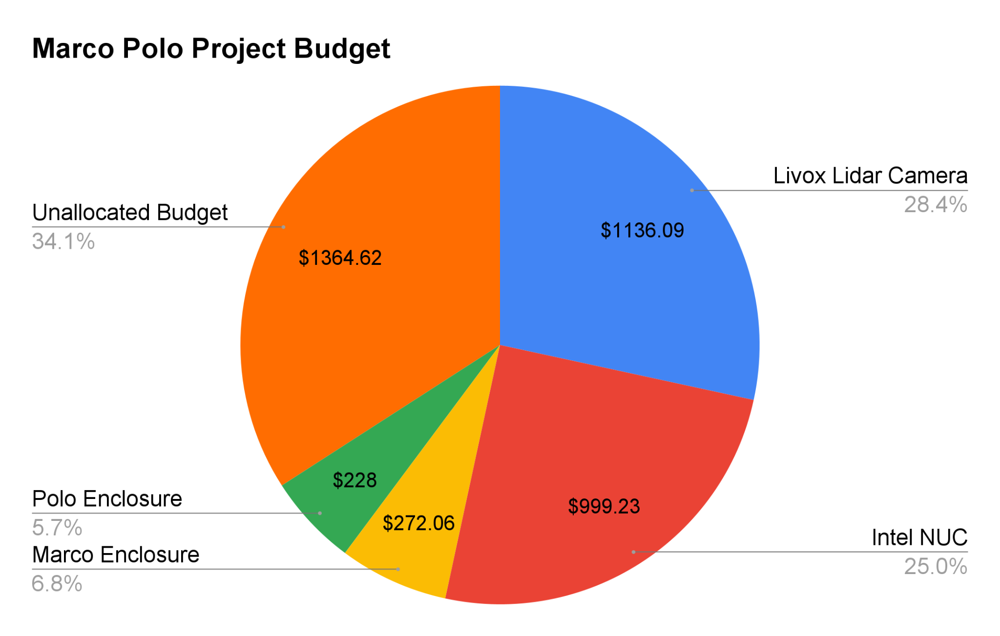 Marco Polo Project Budget
Livox Lidar Camera
28.4%
$1136.09
Unallocated Budget
34.1%
$1364.62
Polo Enclosure
5.7%
$228
Marco Enclosure
6.8%
$272.06
$999.23
Intel NUC
25.0%